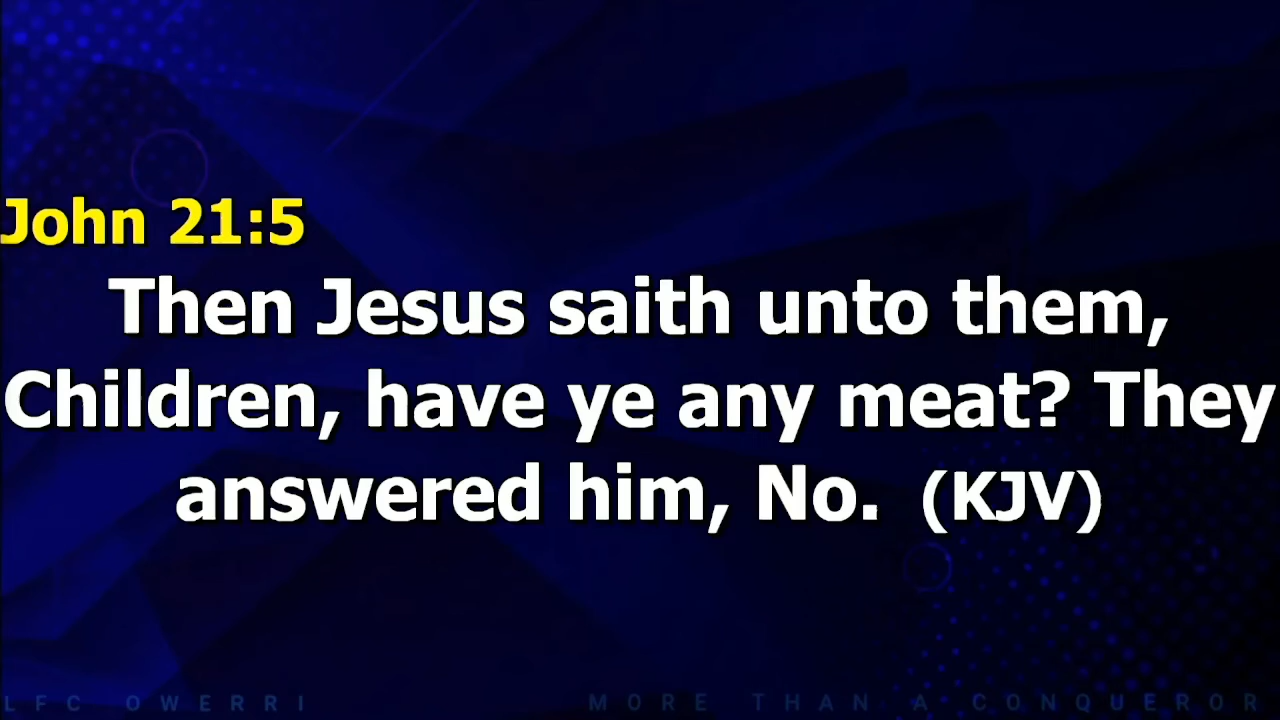 John 21:5
Then Jesus saith unto them,
Children, have ye any meat? They
answered him, No. (KJV)
LFC OWERRI MORE THAN A CONQUEROR